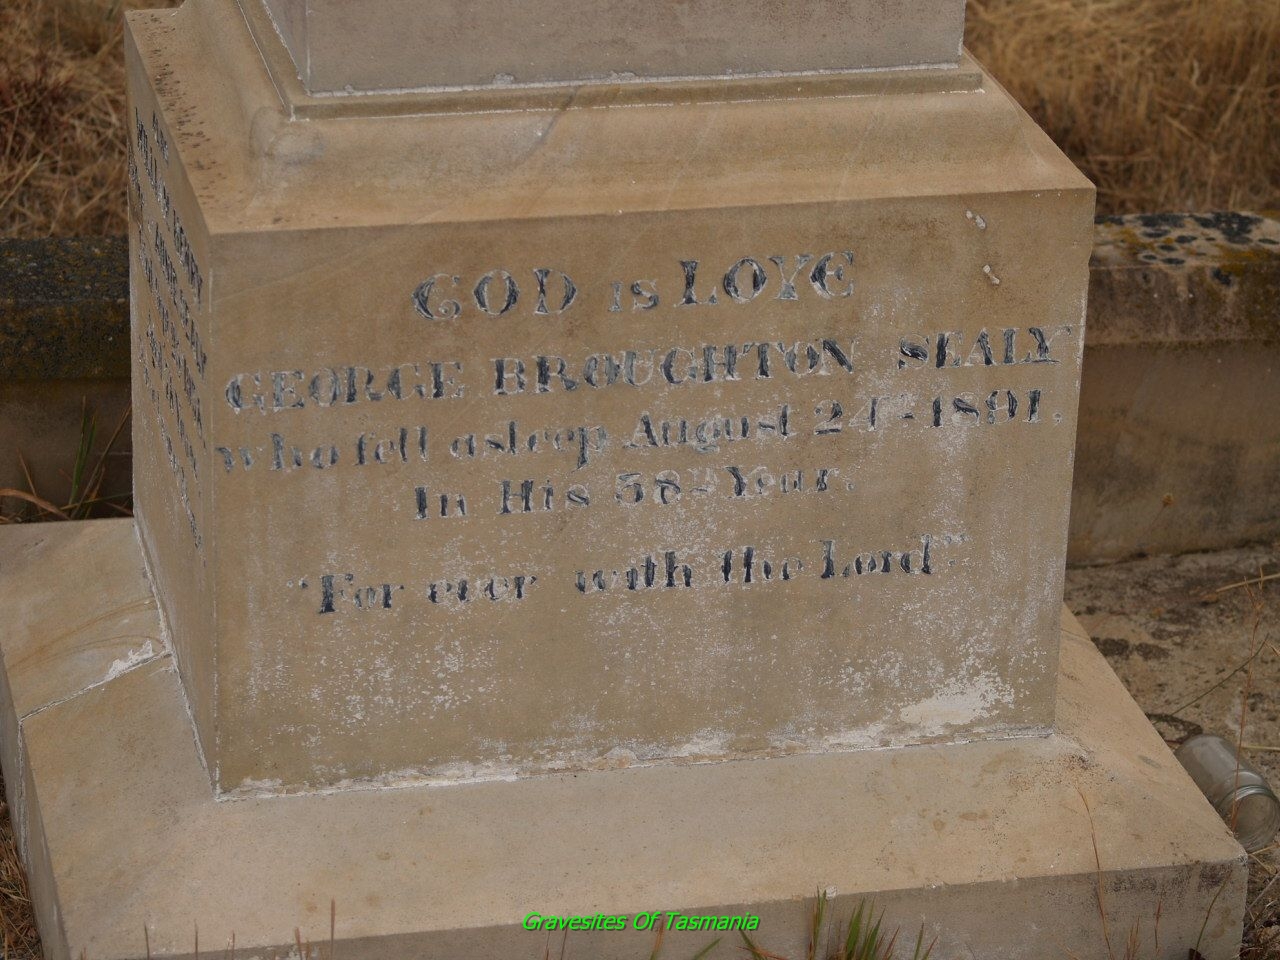 GOD is LOVE
GEORGE BROUGHTON SEALY
who fell asleep August 24th 1891.
In His 58th Year.
"For ever with the Lord"
Gravesites Of Tasmania